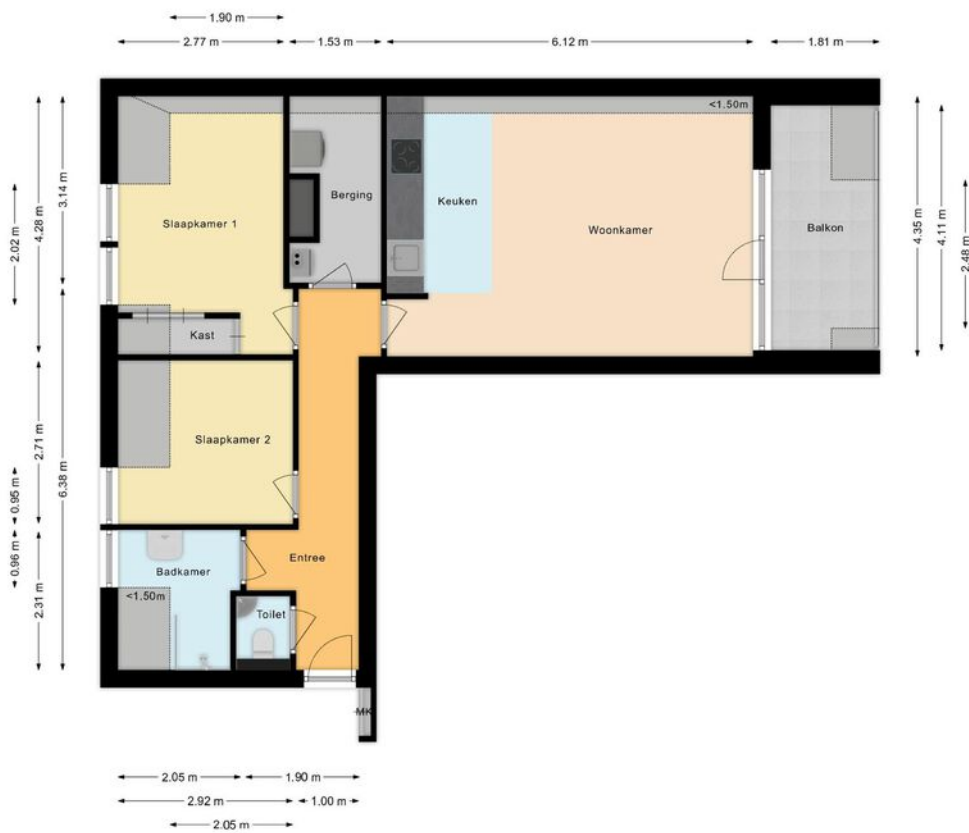 1.90 m
2.77 m 1.53 m 6.12 m 1.81 m
<1.50m
3.14 m
4.28 m
2.02 m
Slaapkamer 1
Berging
Keuken
Woonkamer
Balkon
4.35 m
4.11 m
2.48 m
Kast
Slaapkamer 2
2.71 m
6.38 m
0.95 m
0.96 m
2.31 m
Badkamer
Entree
<1.50m
Toilet
MK
2.05 m 1.90 m
2.92 m 1.00 m
2.05 m